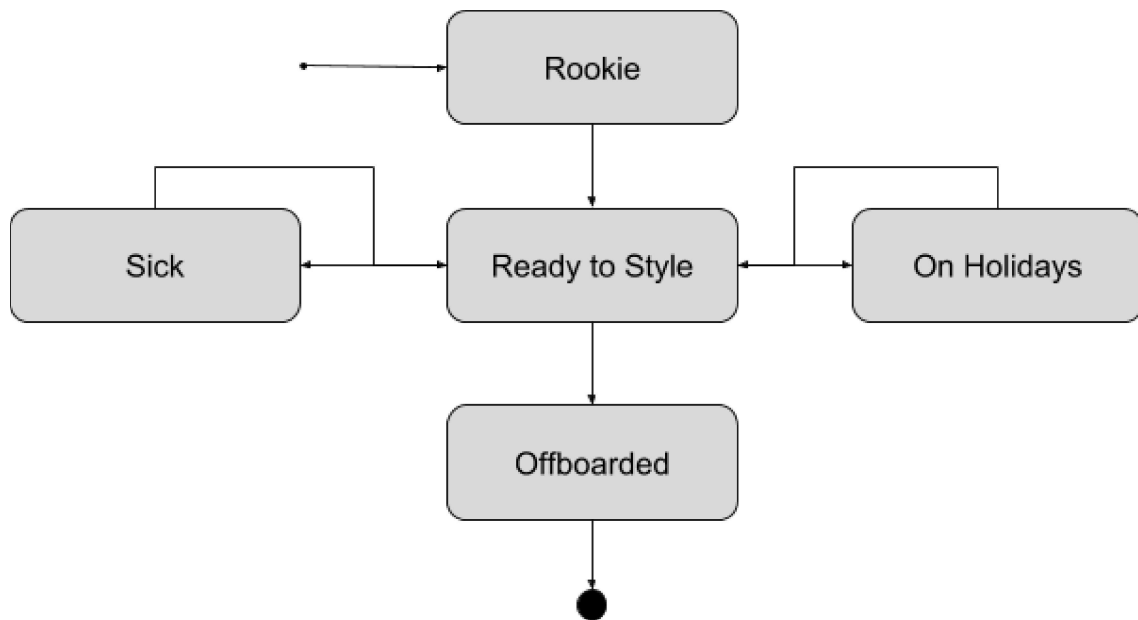 Rookie
Sick
Ready to Style
On Holidays
Offboarded